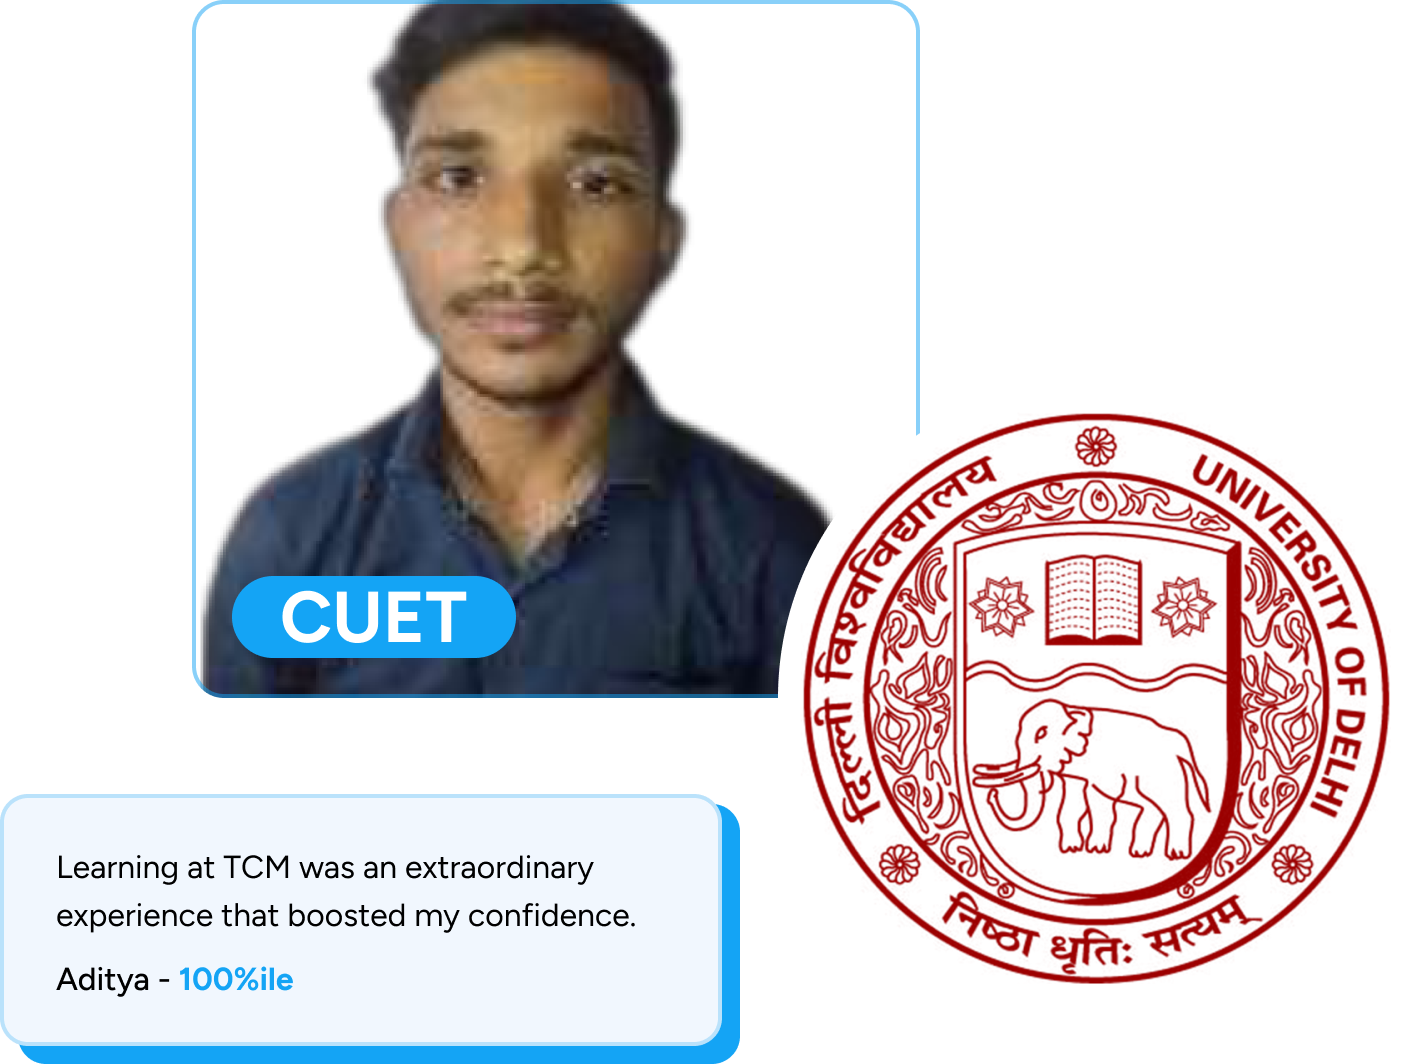 CUET
दिल्ली विश्वविद्यालय
UNIVERSITY OF DELHI
निष्ठा धृतिः सत्यम्
Learning at TCM was an extraordinary
experience that boosted my confidence.
Aditya - 100%ile